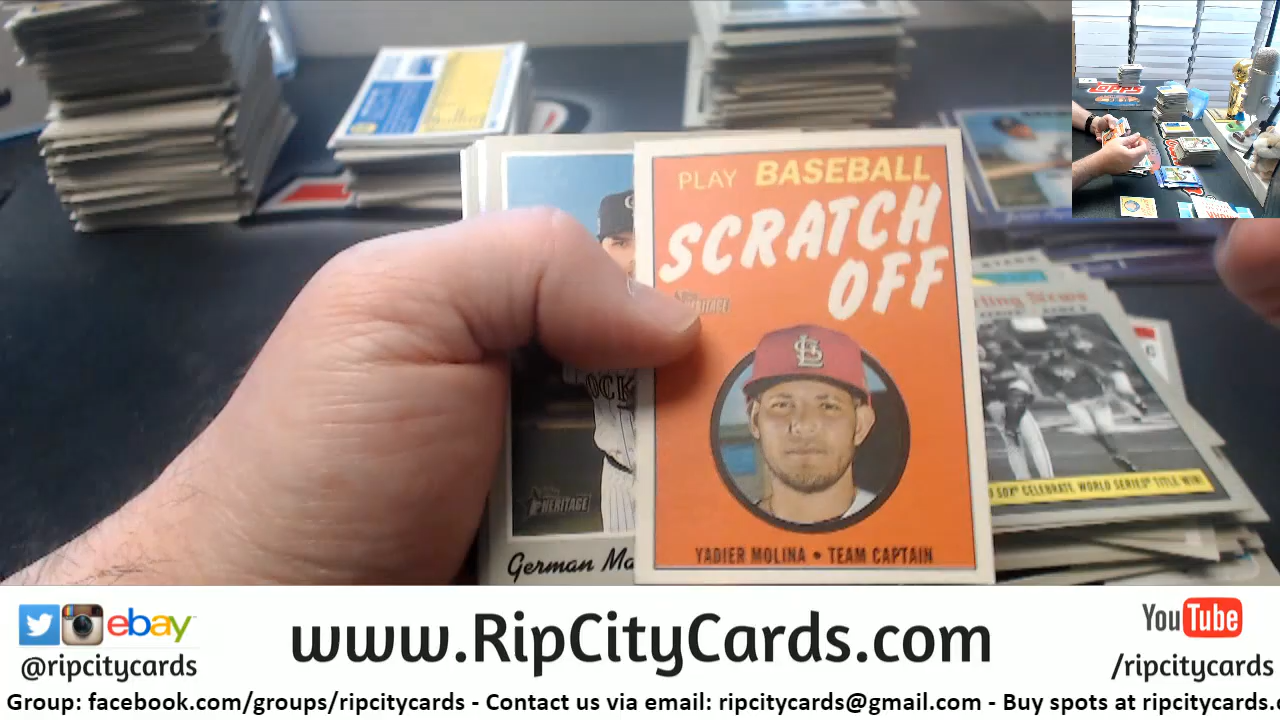 PLAY BASEBALL
SCRATCH
OFF
HERITAGE
YADIER MOLINA • TEAM CAPTAIN
HERITAGE
German
SOX CELEBRATE WORLD SERIES TITLE WIN!
TOPPS
ebay
@ripcitycards
www.RipCityCards.com
YouTube
/ripcitycards
Group: facebook.com/groups/ripcitycards - Contact us via email: ripcitycards@gmail.com - Buy spots at ripcitycards.